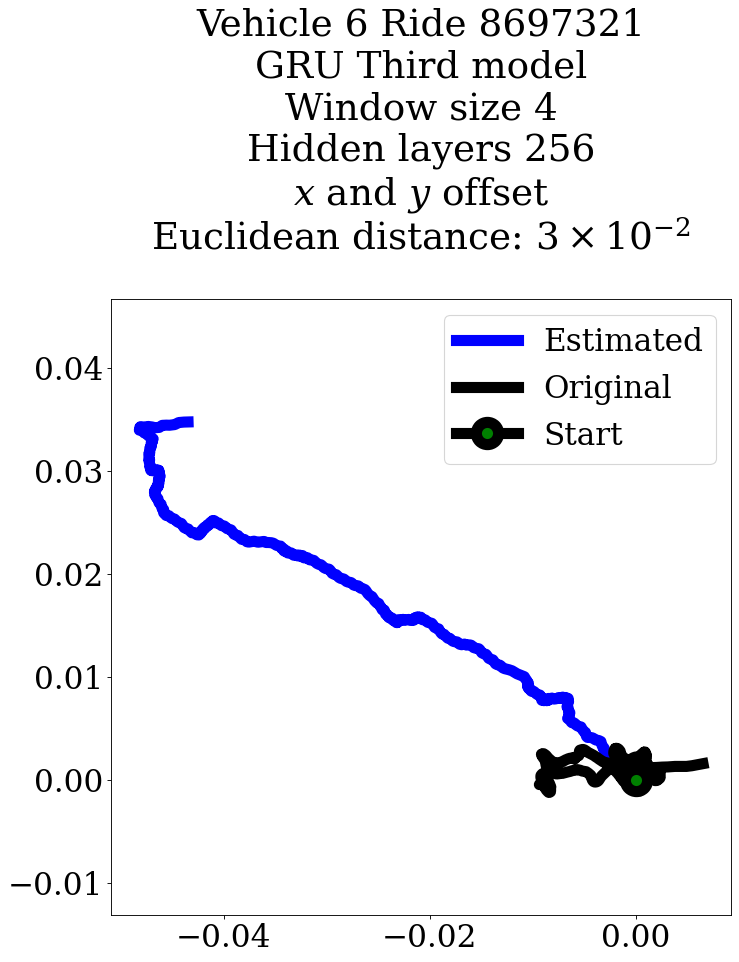 Vehicle 6 Ride 8697321
GRU Third model
Window size 4
Hidden layers 256
x and y offset
Euclidean distance: 3 × 10⁻²
Estimated
Original
Start
0.04
0.03
0.02
0.01
0.00
−0.01
−0.04
−0.02
0.00